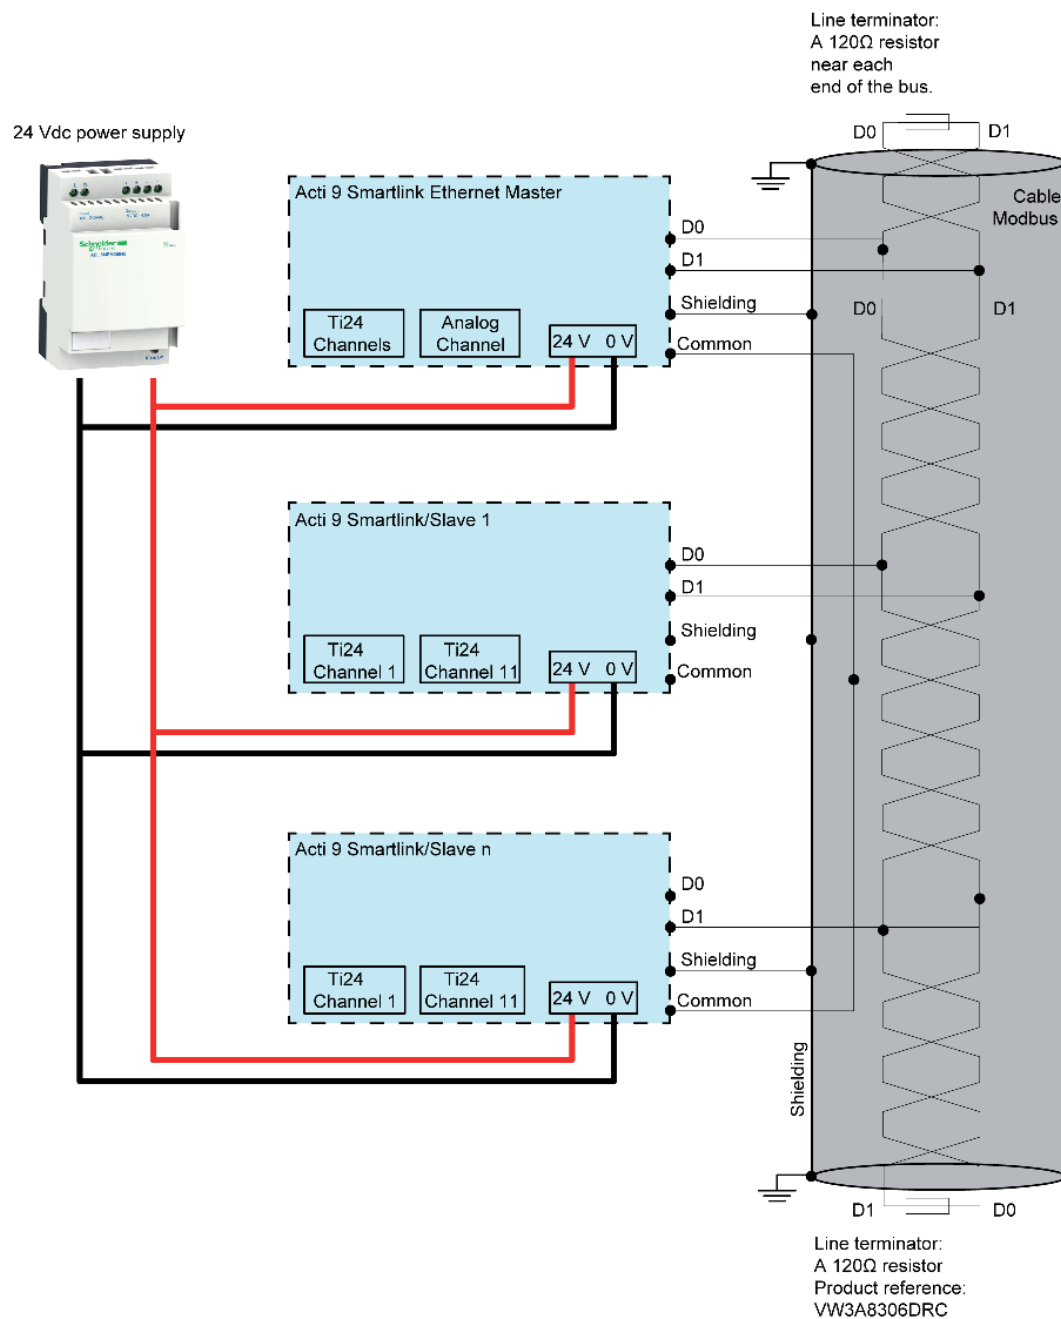 Line terminator:
A 120Ω resistor
near each
end of the bus.
24 Vdc power supply
D0
D1
Schneider
Acti 9 Smartlink Ethernet Master
Cable
Modbus
D0
D1
Shielding
Common
D0
D1
Ti24
Channels
Analog
Channel
24 V 0 V
Acti 9 Smartlink/Slave 1
D0
D1
Shielding
Common
Ti24
Channel 1
Ti24
Channel 11
24 V 0 V
Acti 9 Smartlink/Slave n
D0
D1
Shielding
Common
Ti24
Channel 1
Ti24
Channel 11
24 V 0 V
Shielding
D1
D0
Line terminator:
A 120Ω resistor
Product reference:
VW3A8306DRC